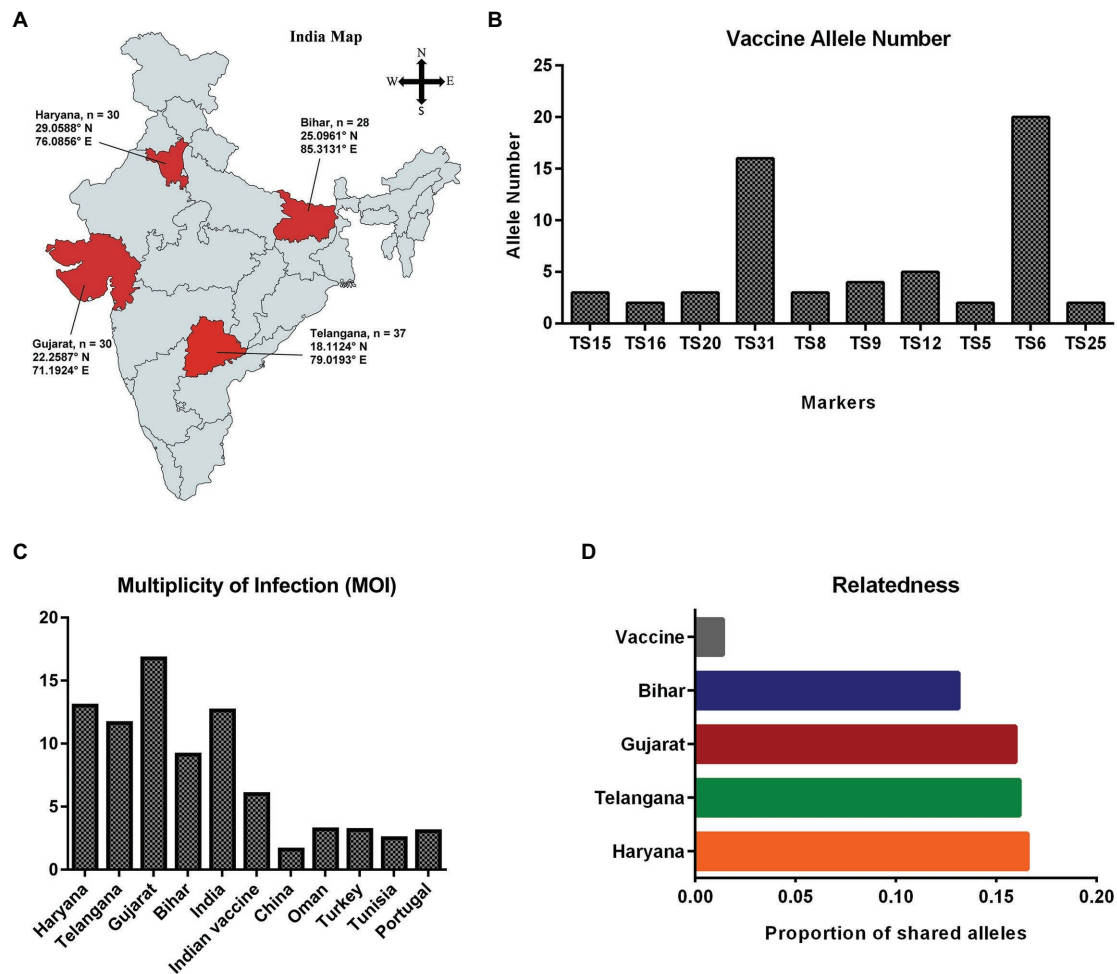 A
India Map
N
W E
S
Haryana, n = 30
29.0588° N
76.0856° E
Bihar, n = 28
25.0961° N
85.3131° E
Gujarat, n = 30
22.2587° N
71.1924° E
Telangana, n = 37
18.1124° N
79.0193° E
B
Vaccine Allele Number
Allele Number
25
20
15
10
5
0
TS15 TS16 TS20 TS31 TS8 TS9 TS12 TS5 TS6 TS25
Markers
C
Multiplicity of Infection (MOI)
20
15
10
5
0
Haryana
Telangana
Gujarat
Bihar
India
Indian vaccine
China
Oman
Turkey
Tunisia
Portugal
D
Relatedness
Vaccine
Bihar
Gujarat
Telangana
Haryana
0.00 0.05 0.10 0.15 0.20
Proportion of shared alleles